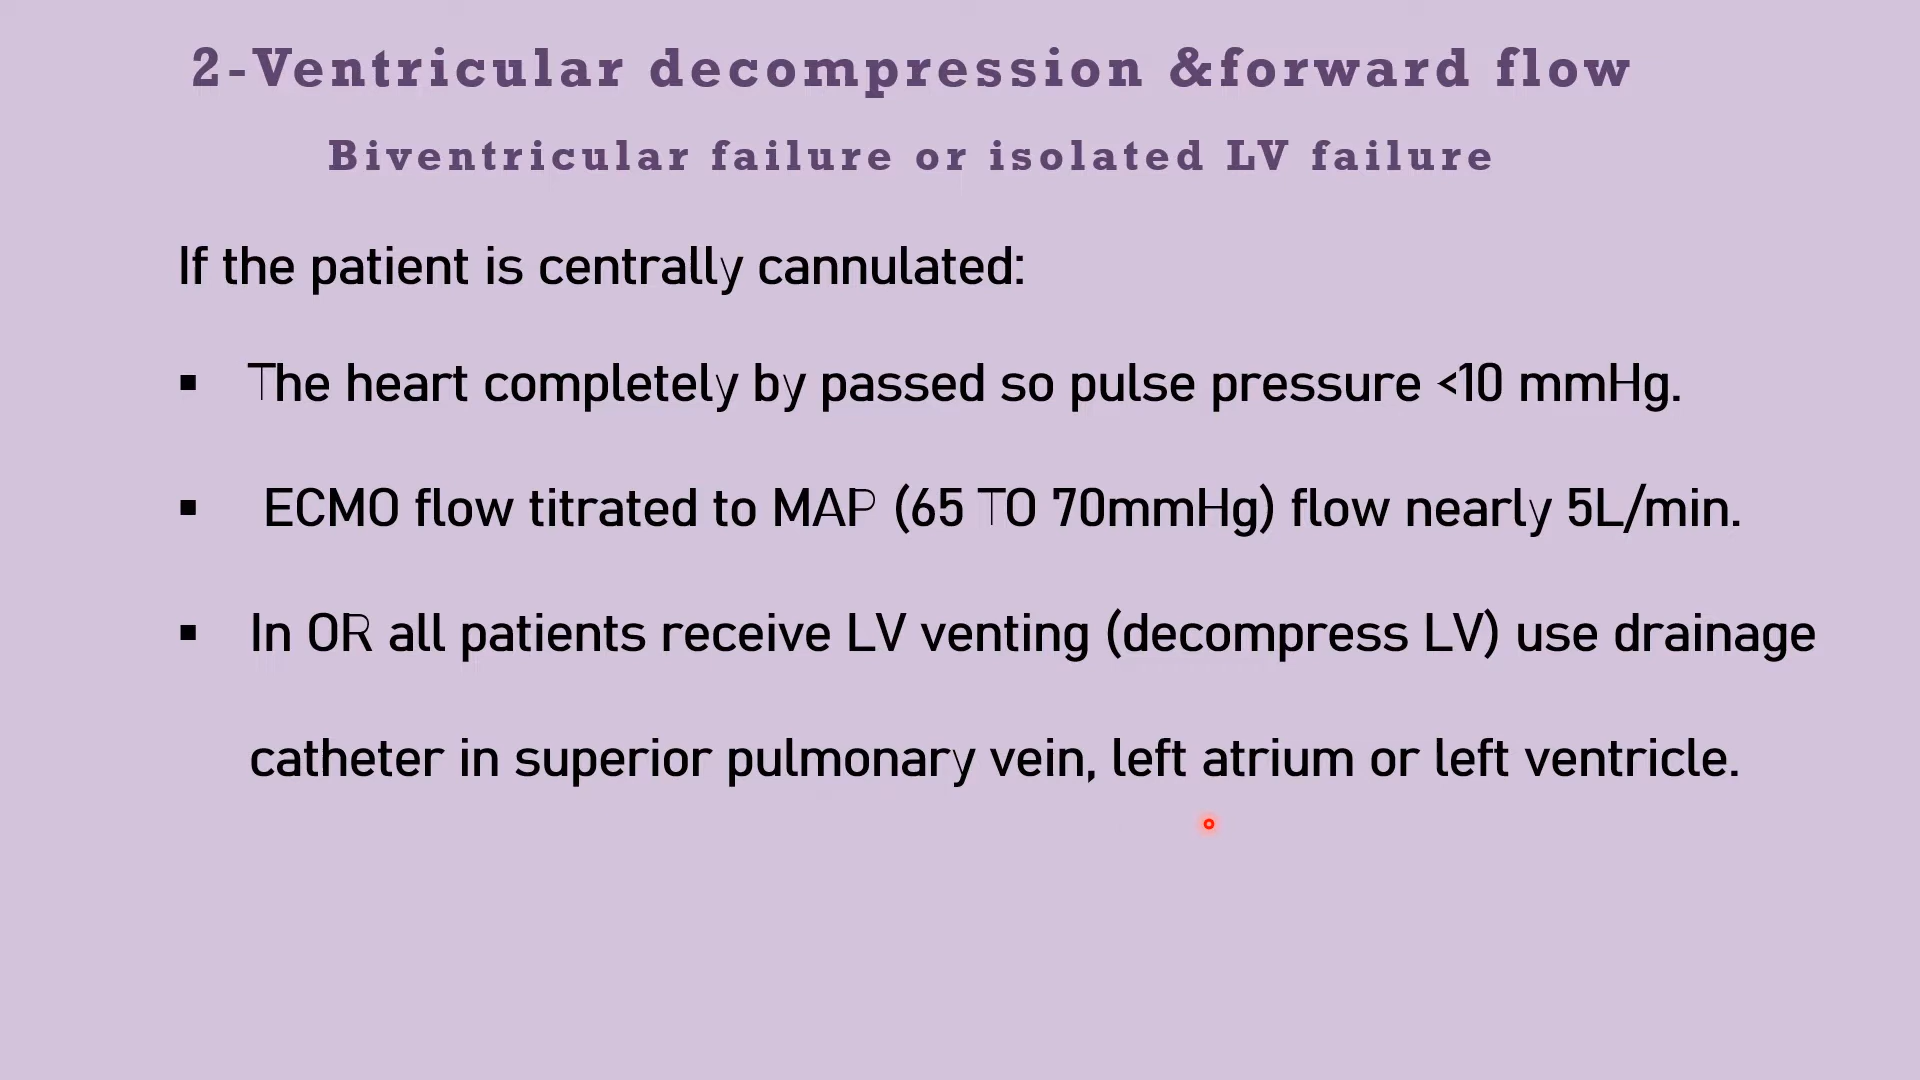 2-Ventricular decompression &forward flow
Biventricular failure or isolated LV failure
If the patient is centrally cannulated:
▪ The heart completely by passed so pulse pressure <10 mmHg.
▪ ECMO flow titrated to MAP (65 TO 70mmHg) flow nearly 5L/min.
▪ In OR all patients receive LV venting (decompress LV) use drainage
catheter in superior pulmonary vein, left atrium or left ventricle.